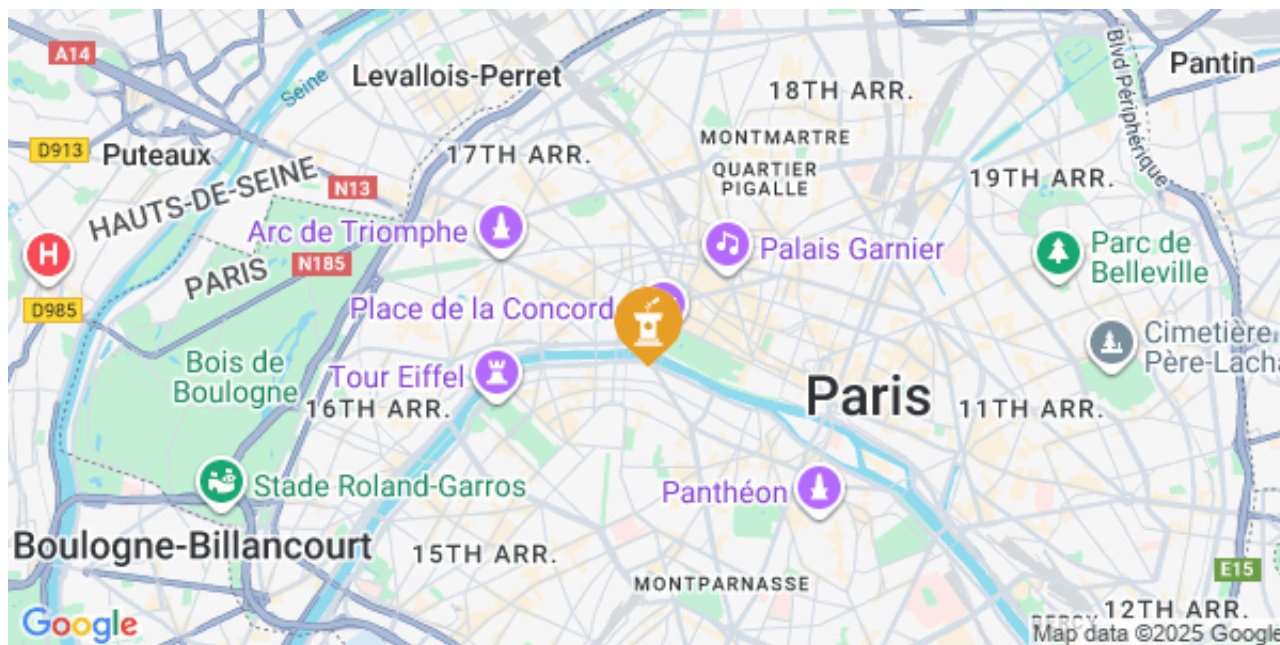 A14
Levallois-Perret
Pantin
Seine
Blvd Périphérique
18TH ARR.
D913
Puteaux
MONTMARTRE
17TH ARR.
QUARTIER
PIGALLE
19TH ARR.
HAUTS-DE-SEINE
N13
Arc de Triomphe
H
Palais Garnier
Parc de
Belleville
PARIS
N185
D985
Place de la Concord
Cimetière
Père-Lacha
Bois de
Boulogne
Tour Eiffel
16TH ARR.
Paris
11TH ARR.
Stade Roland-Garros
Panthéon
Boulogne-Billancourt
15TH ARR.
MONTPARNASSE
E15
BERCY
12TH ARR.
Google
Map data ©2025 Google